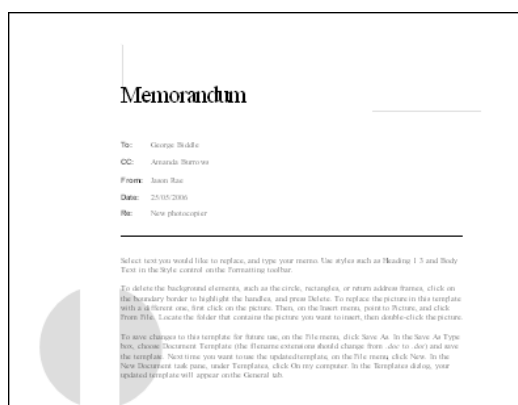 Memorandum
To: George Biddle
CC: Amanda Burrows
From: Jason Rae
Date: 25/05/2006
Re: New photocopier
Select text you would like to replace, and type your memo. Use styles such as Heading 1-3 and Body
Text in the Style control on the Formatting toolbar.
To delete the background elements, such as the circle, rectangles, or return address frames, click on
the boundary border to highlight the handles, and press Delete. To replace the picture in this template
with a different one, first click on the picture. Then, on the Insert menu, point to Picture, and click
From File. Locate the folder that contains the picture you want to insert, then double-click the picture.
To save changes to this template for future use, on the File menu, click Save As. In the Save As Type
box, choose Document Template (the filename extensions should change from .doc to .dot) and save
the template. Next time you want to use the updated template, on the File menu, click New. In the
New Document task pane, under Templates, click On my computer. In the Templates dialog, your
updated template will appear on the General tab.